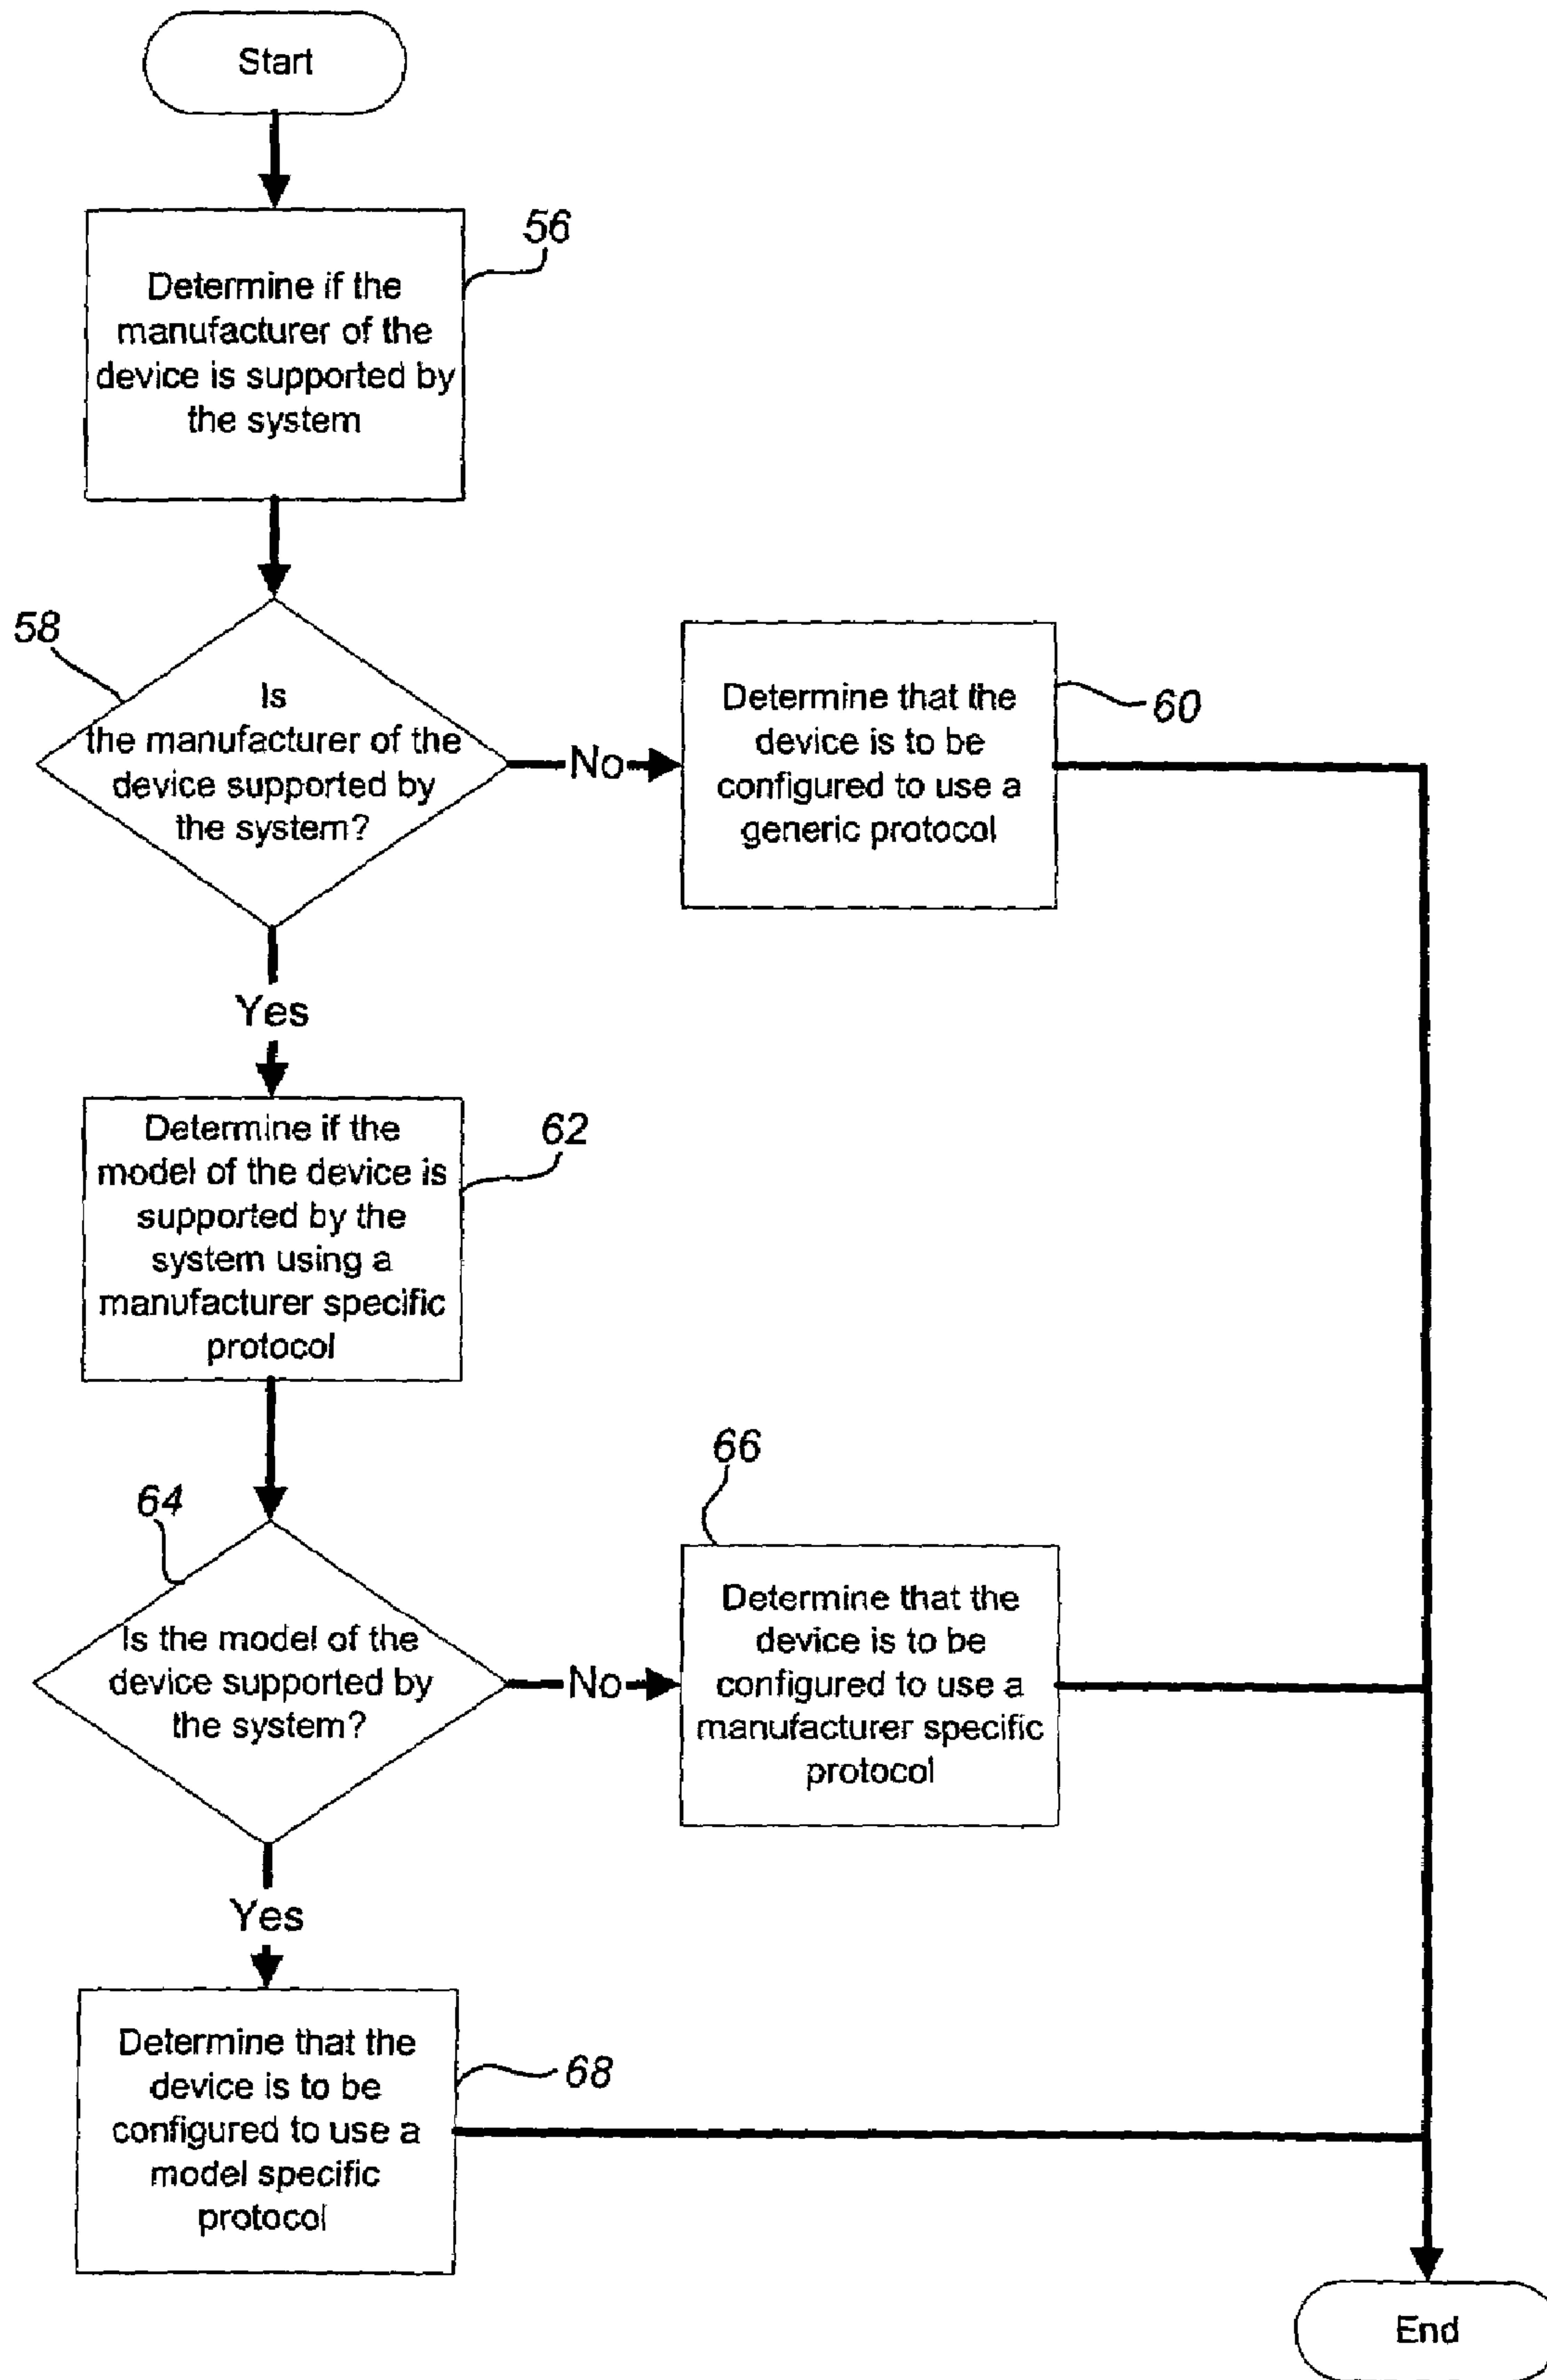 Start
56
Determine if the
manufacturer of the
device is supported by
the system
58
Is
the manufacturer of the
device supported by
the system?
No
Determine that the
device is to be
configured to use a
generic protocol
60
Yes
Determine if the
model of the device is
supported by the
system using a
manufacturer specific
protocol
62
64
Is the model of the
device supported by
the system?
No
66
Determine that the
device is to be
configured to use a
manufacturer specific
protocol
Yes
Determine that the
device is to be
configured to use a
model specific
protocol
68
End